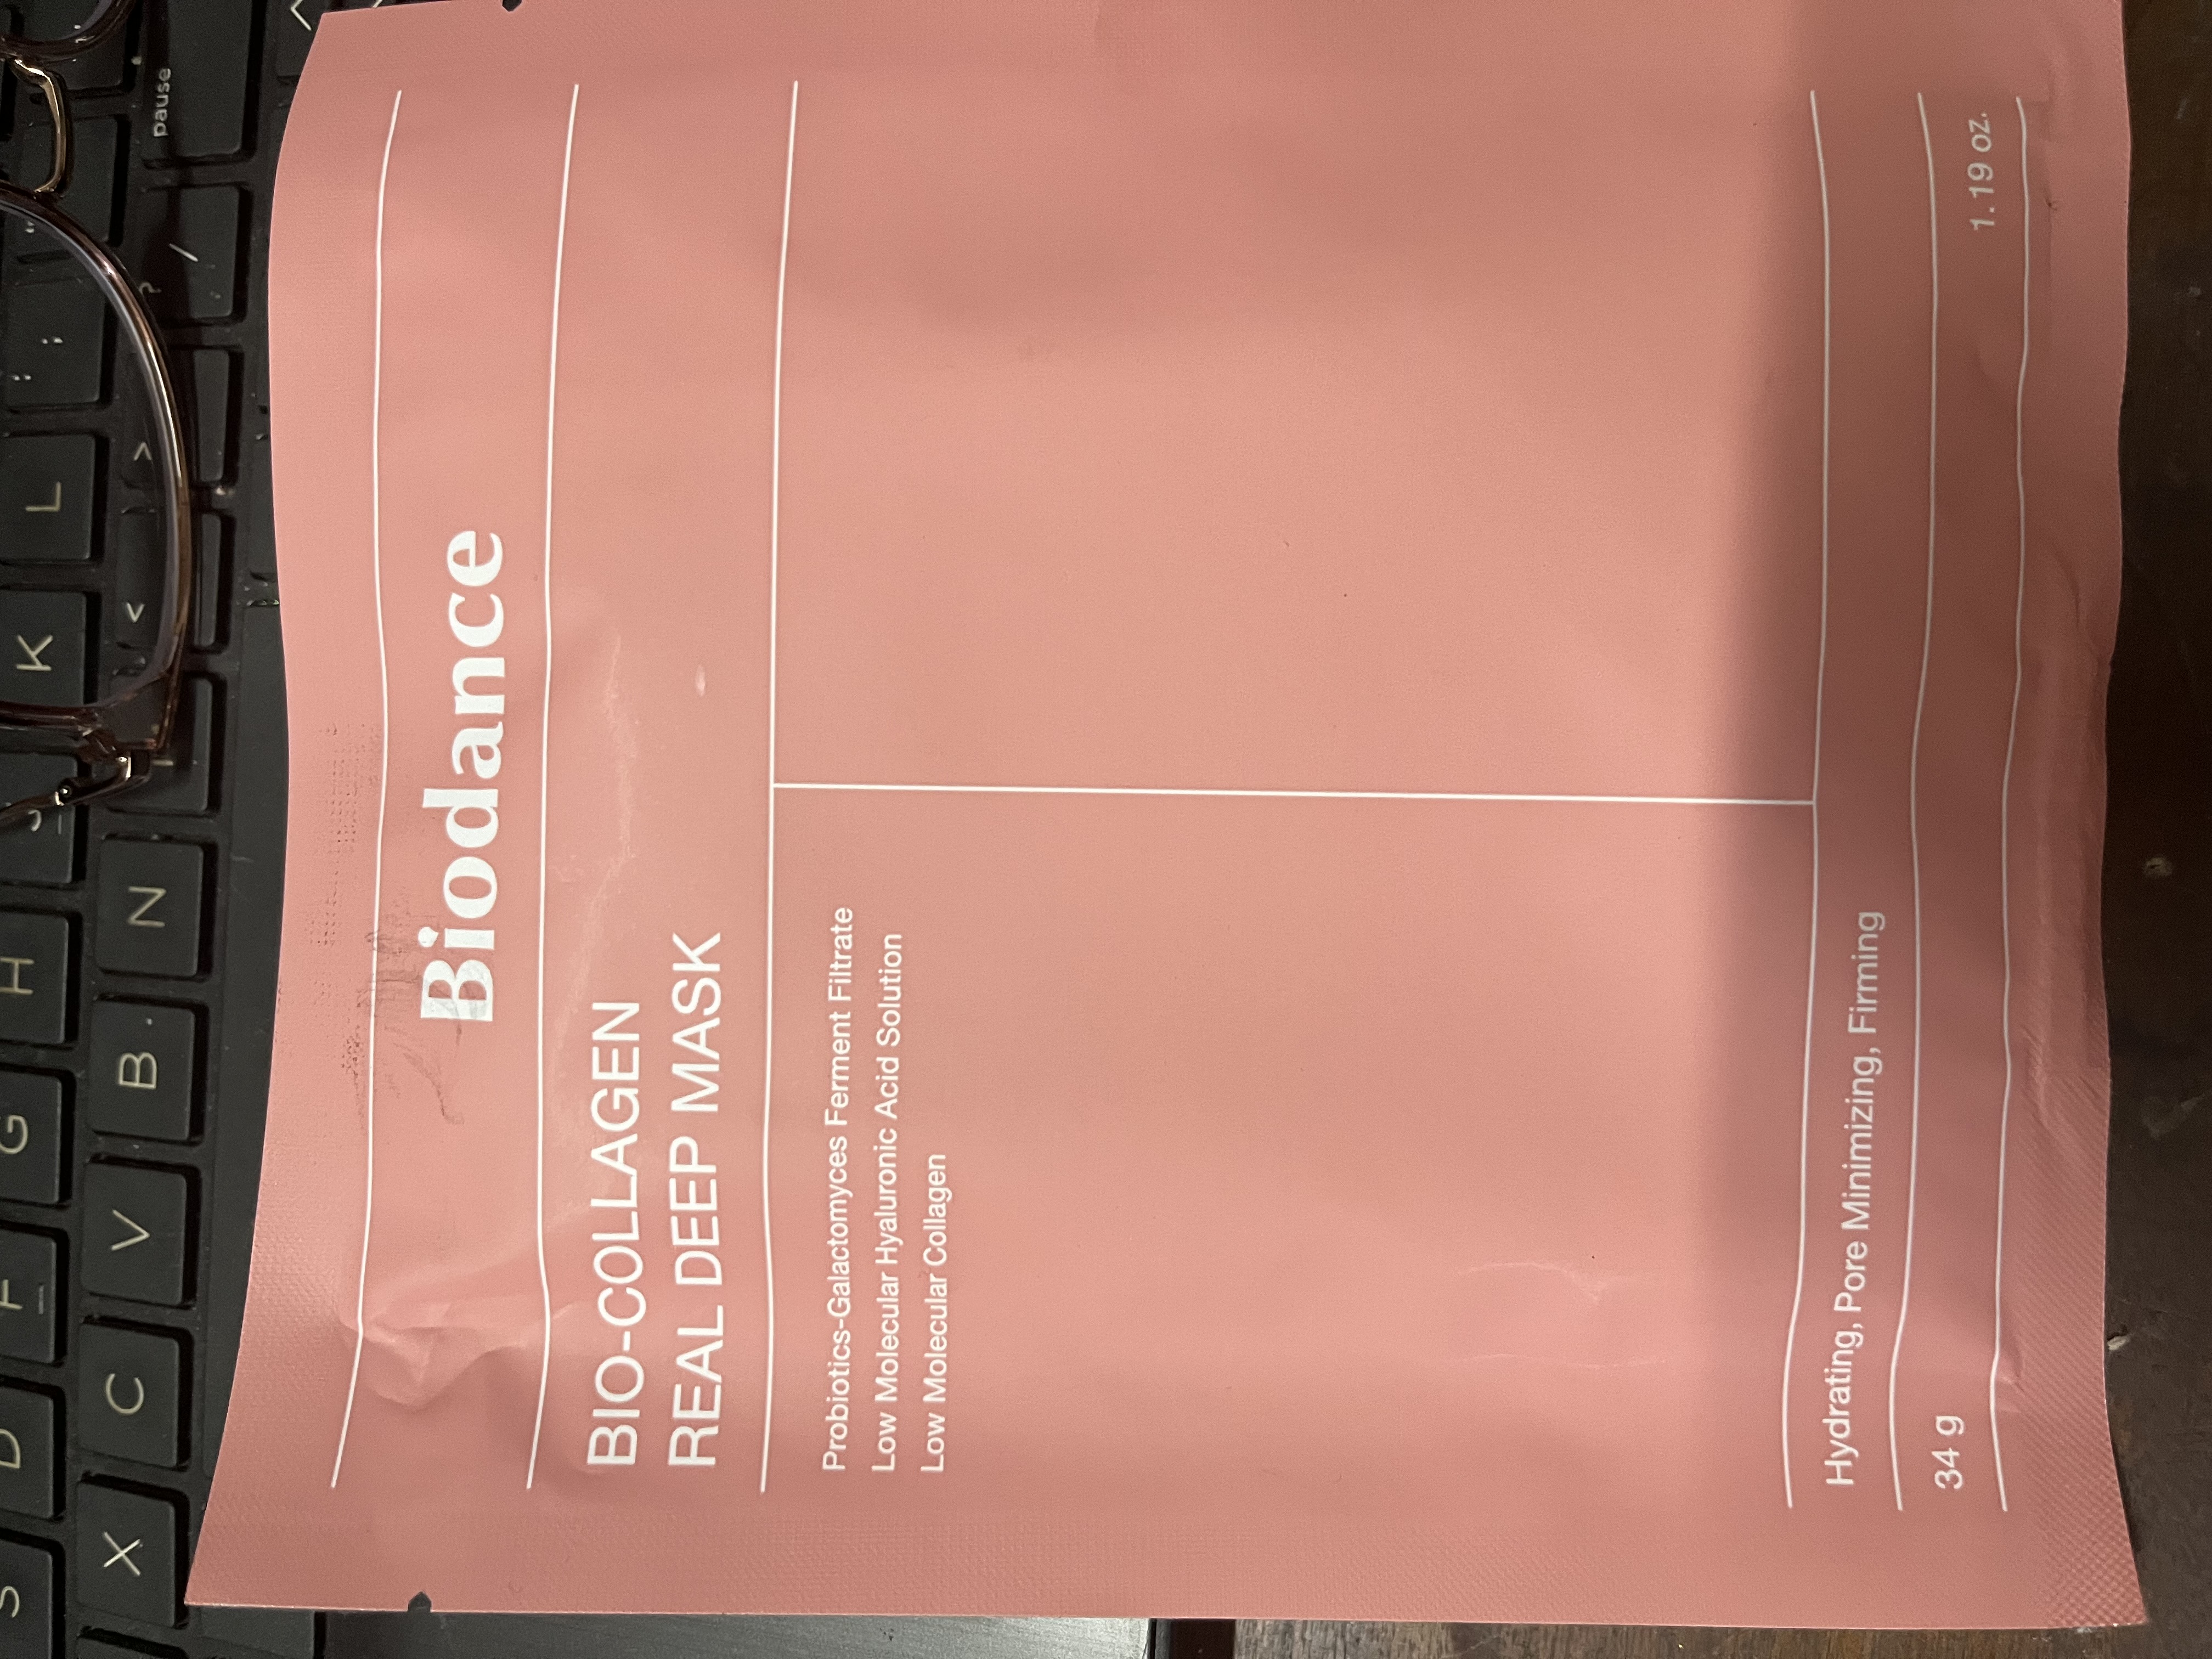 Biodance
BIO-COLLAGEN
REAL DEEP MASK
Probiotics-Galactomyces Ferment Filtrate
Low Molecular Hyaluronic Acid Solution
Low Molecular Collagen
Hydrating, Pore Minimizing, Firming
34 g 1.19 oz.
pause
S D F G H J K L : ;
X C V B N < > ? /